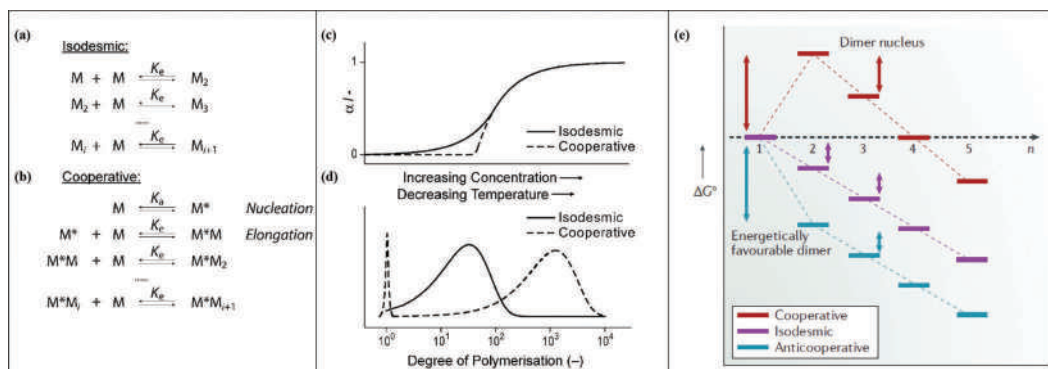 (a)
Isodesmic:
M + M Ke M2
M2 + M Ke M3
Mi + M Ke Mi+1
(b)
Cooperative:
M Ka M* Nucleation
M* + M Ke M*M Elongation
M*M + M Ke M*M2
M*Mi + M Ke M*Mi+1
(c)
1
α / -
0
Isodesmic
Cooperative
Increasing Concentration
Decreasing Temperature
(d)
Isodesmic
Cooperative
10^0 10^1 10^2 10^3 10^4
Degree of Polymerisation (–)
(e)
Dimer nucleus
1 2 3 4 5 n
ΔG°
Energetically
favourable dimer
Cooperative
Isodesmic
Anticooperative